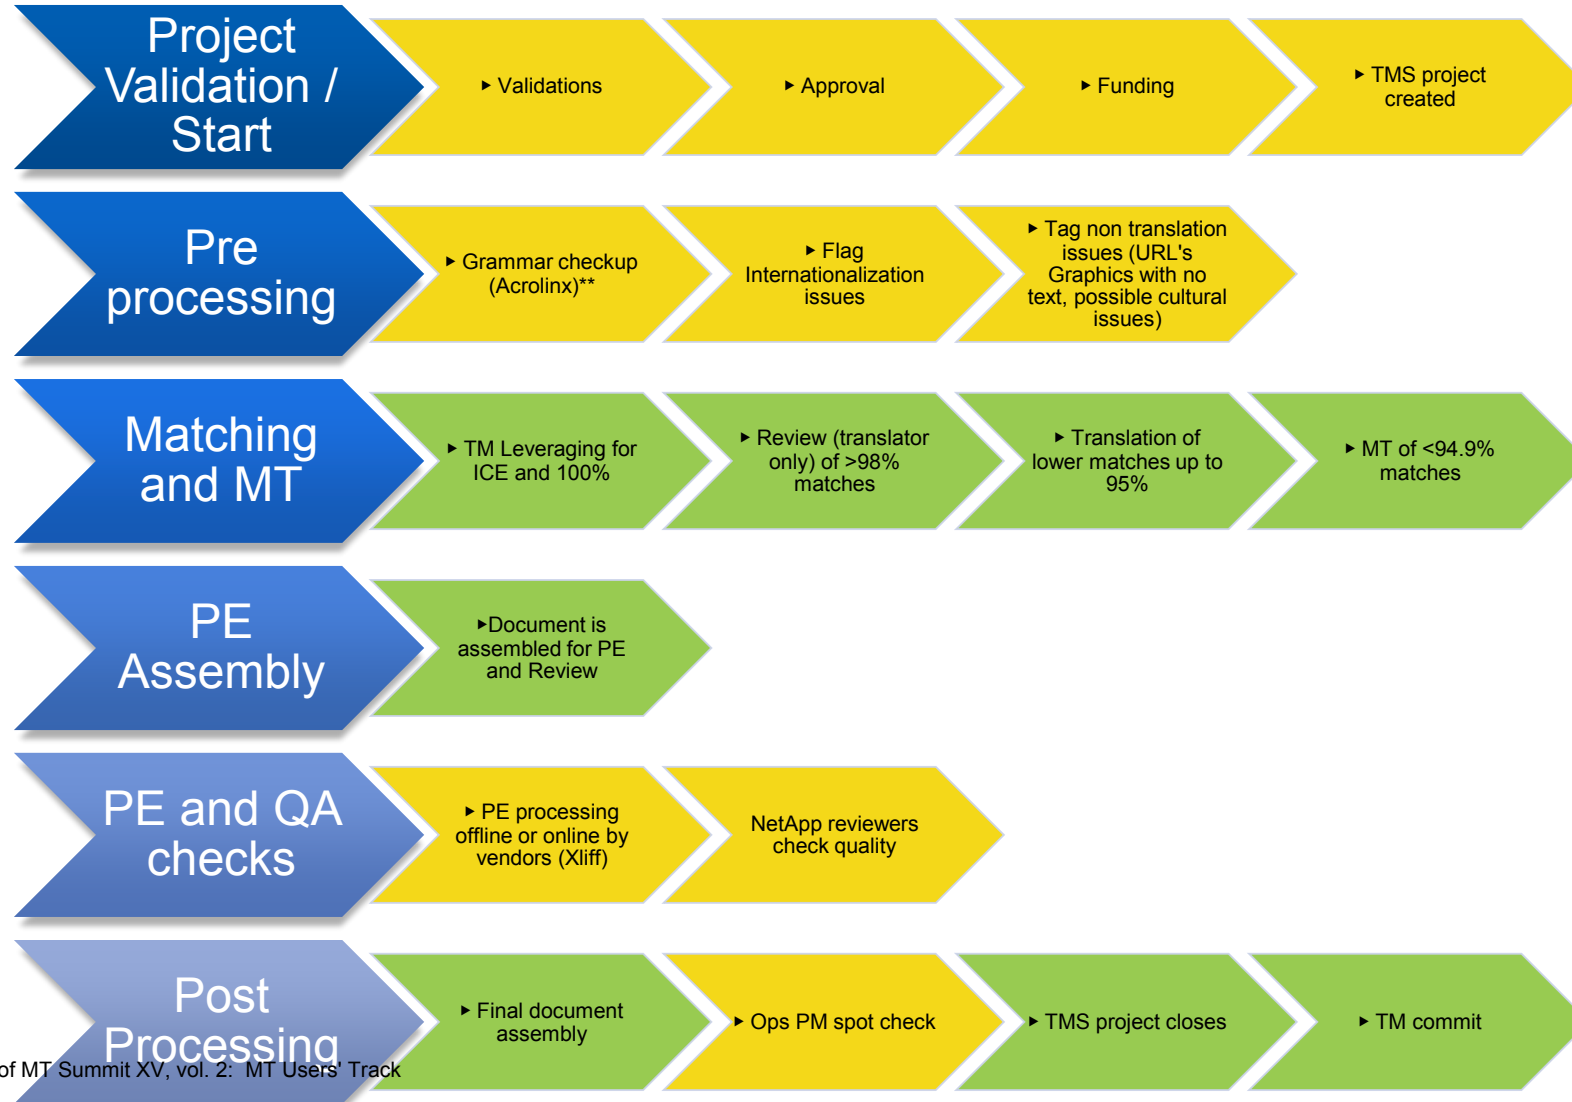 Project
Validation /
Start
▶ Validations
▶ Approval
▶ Funding
▶ TMS project
created
Pre
processing
▶ Grammar checkup
(Acrolinx)**
▶ Flag
Internationalization
issues
▶ Tag non translation
issues (URL's
Graphics with no
text, possible cultural
issues)
Matching
and MT
▶ TM Leveraging for
ICE and 100%
▶ Review (translator
only) of >98%
matches
▶ Translation of
lower matches up to
95%
▶ MT of <94.9%
matches
PE
Assembly
▶Document is
assembled for PE
and Review
PE and QA
checks
▶ PE processing
offline or online by
vendors (Xliff)
NetApp reviewers
check quality
Post
Processing
▶ Final document
assembly
▶ Ops PM spot check
▶ TMS project closes
▶ TM commit
of MT Summit XV, vol. 2: MT Users' Track